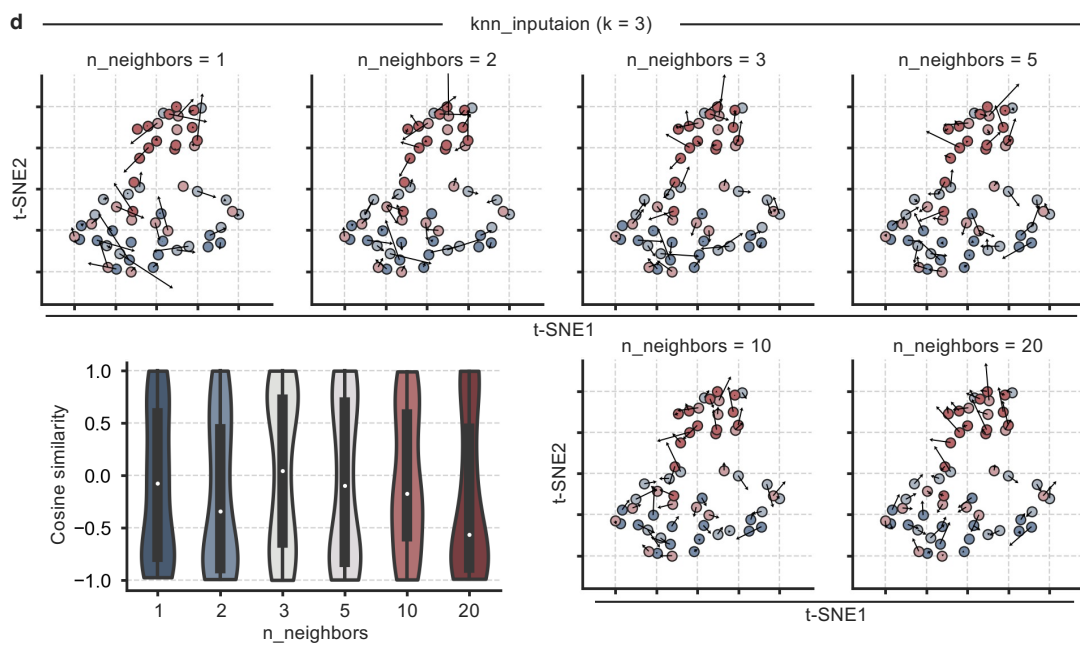 d
knn_inputaion (k = 3)
n_neighbors = 1
n_neighbors = 2
n_neighbors = 3
n_neighbors = 5
t-SNE2
t-SNE1
n_neighbors = 10
n_neighbors = 20
t-SNE2
t-SNE1
Cosine similarity
1.0
0.5
0.0
−0.5
−1.0
1 2 3 5 10 20
n_neighbors